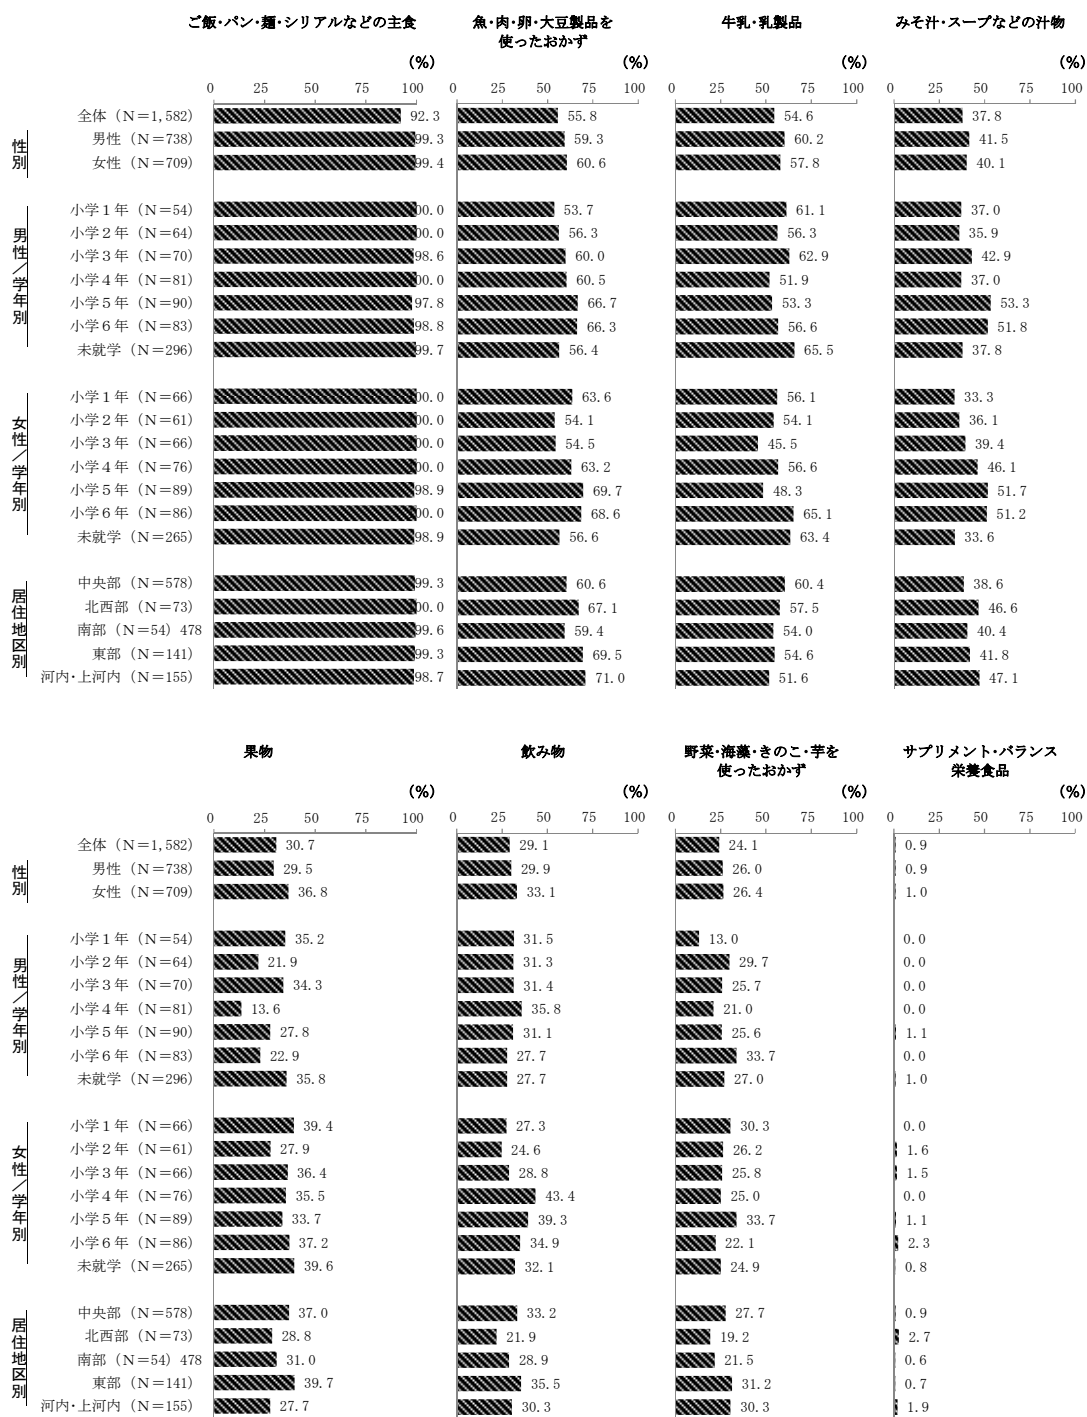 ご飯・パン・麺・シリアルなどの主食 魚・肉・卵・大豆製品を 牛乳・乳製品 みそ汁・スープなどの汁物
使ったおかず
(%) (%) (%) (%)
0 25 50 75 100 0 25 50 75 100 0 25 50 75 100 0 25 50 75 100
全体（N＝1,582） 92.3 55.8 54.6 37.8
性別
男性（N＝738） 99.3 59.3 60.2 41.5
女性（N＝709） 99.4 60.6 57.8 40.1
男性／学年別
小学１年（N＝54） 00.0 53.7 61.1 37.0
小学２年（N＝64） 00.0 56.3 56.3 35.9
小学３年（N＝70） 98.6 60.0 62.9 42.9
小学４年（N＝81） 00.0 60.5 51.9 37.0
小学５年（N＝90） 97.8 66.7 53.3 53.3
小学６年（N＝83） 98.8 66.3 56.6 51.8
未就学（N＝296） 99.7 56.4 65.5 37.8
女性／学年別
小学１年（N＝66） 00.0 63.6 56.1 33.3
小学２年（N＝61） 00.0 54.1 54.1 36.1
小学３年（N＝66） 00.0 54.5 45.5 39.4
小学４年（N＝76） 00.0 63.2 56.6 46.1
小学５年（N＝89） 98.9 69.7 48.3 51.7
小学６年（N＝86） 00.0 68.6 65.1 51.2
未就学（N＝265） 98.9 56.6 63.4 33.6
居住地区別
中央部（N＝578） 99.3 60.6 60.4 38.6
北西部（N＝73） 00.0 67.1 57.5 46.6
南部（N＝54）478 99.6 59.4 54.0 40.4
東部（N＝141） 99.3 69.5 54.6 41.8
河内・上河内（N＝155） 98.7 71.0 51.6 47.1
果物 飲み物 野菜・海藻・きのこ・芋を サプリメント・バランス
使ったおかず 栄養食品
(%) (%) (%) (%)
0 25 50 75 100 0 25 50 75 100 0 25 50 75 100 0 25 50 75 100
全体（N＝1,582） 30.7 29.1 24.1 0.9
性別
男性（N＝738） 29.5 29.9 26.0 0.9
女性（N＝709） 36.8 33.1 26.4 1.0
男性／学年別
小学１年（N＝54） 35.2 31.5 13.0 0.0
小学２年（N＝64） 21.9 31.3 29.7 0.0
小学３年（N＝70） 34.3 31.4 25.7 0.0
小学４年（N＝81） 13.6 35.8 21.0 0.0
小学５年（N＝90） 27.8 31.1 25.6 1.1
小学６年（N＝83） 22.9 27.7 33.7 0.0
未就学（N＝296） 35.8 27.7 27.0 1.0
女性／学年別
小学１年（N＝66） 39.4 27.3 30.3 0.0
小学２年（N＝61） 27.9 24.6 26.2 1.6
小学３年（N＝66） 36.4 28.8 25.8 1.5
小学４年（N＝76） 35.5 43.4 25.0 0.0
小学５年（N＝89） 33.7 39.3 33.7 1.1
小学６年（N＝86） 37.2 34.9 22.1 2.3
未就学（N＝265） 39.6 32.1 24.9 0.8
居住地区別
中央部（N＝578） 37.0 33.2 27.7 0.9
北西部（N＝73） 28.8 21.9 19.2 2.7
南部（N＝54）478 31.0 28.9 21.5 0.6
東部（N＝141） 39.7 35.5 31.2 0.7
河内・上河内（N＝155） 27.7 30.3 30.3 1.9